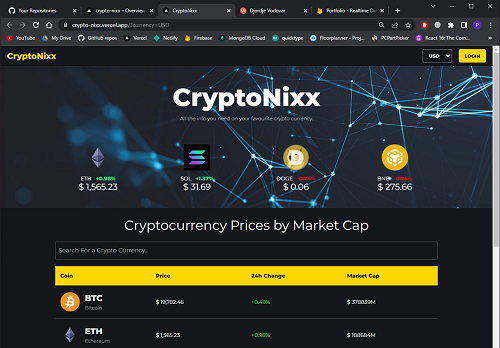 Your Repositories
crypto-nixx – Overview
CryptoNixx
Djordje Vodovar
Portfolio - Realtime Da
crypto-nixx.vercel.app/?currency=USD
YouTube
My Drive
GitHub repos
Vercel
Netlify
Firebase
MongoDB Cloud
quicktype
Floorplanner - Proj...
PCPartPicker
React 16: The Com...
CryptoNixx
USD
LOGIN
CryptoNixx
All the info you need on your favourite crypto currency.
ETH +0.98%
$ 1,565.23
SOL +1.37%
$ 31.69
DOGE -0.24%
$ 0.06
BNB -0.24%
$ 275.66
Cryptocurrency Prices by Market Cap
Search For a Crypto Currency..
Coin Price 24h Change Market Cap
BTC
Bitcoin
$ 19,782.46 +0.49% $ 378839M
ETH
Ethereum
$ 1,565.23 +0.98% $ 188684M